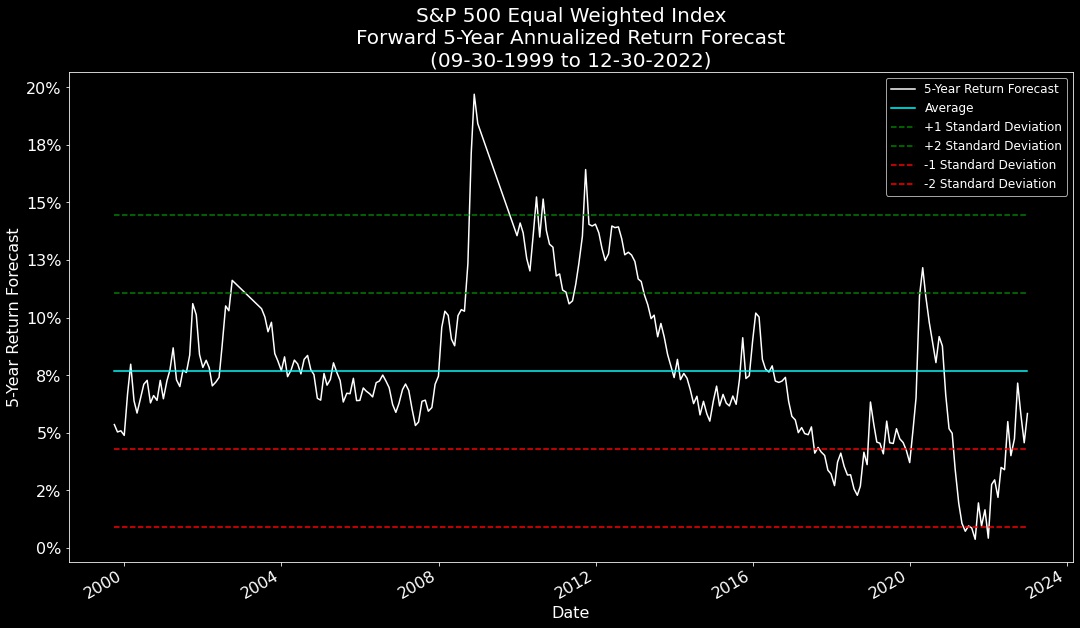 S&P 500 Equal Weighted Index
Forward 5-Year Annualized Return Forecast
(09-30-1999 to 12-30-2022)
20%
18%
15%
13%
10%
8%
5%
2%
0%
5-Year Return Forecast
5-Year Return Forecast
Average
+1 Standard Deviation
+2 Standard Deviation
-1 Standard Deviation
-2 Standard Deviation
2000
2004
2008
2012
2016
2020
2024
Date